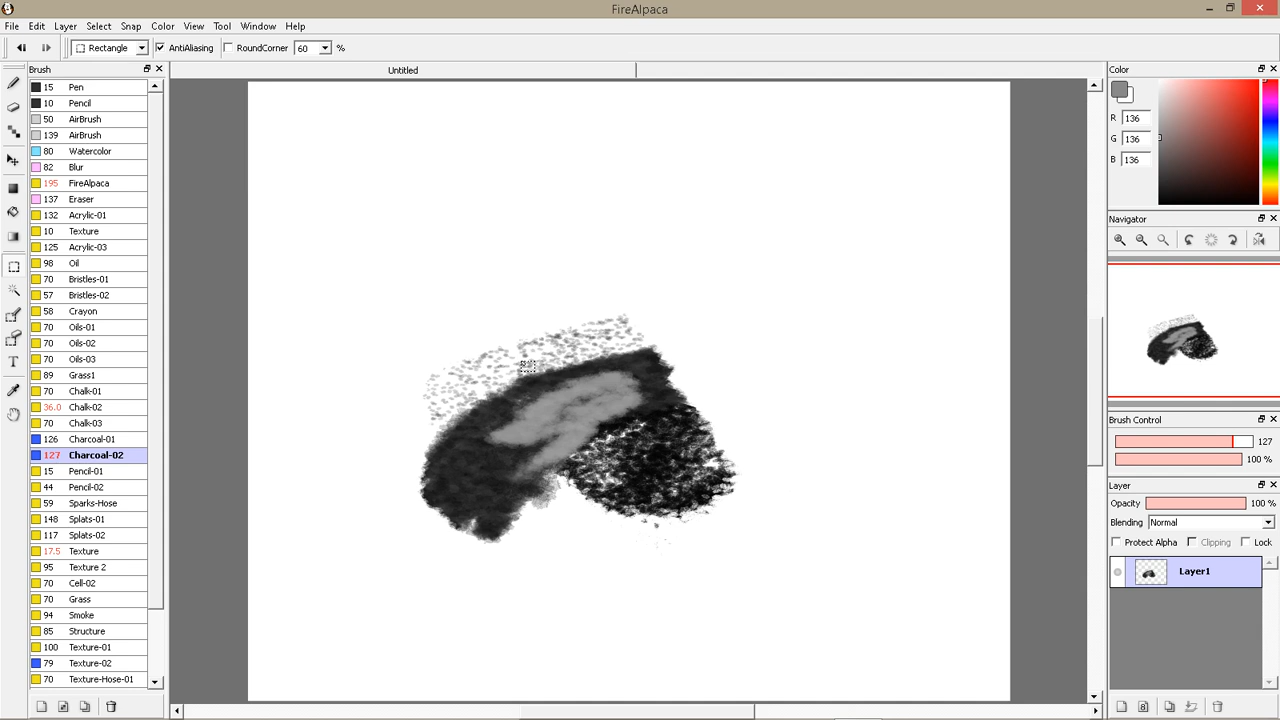 FireAlpaca
File Edit Layer Select Snap Color View Tool Window Help
Rectangle AntiAliasing RoundCorner 60 %
Brush
Untitled
15 Pen
10 Pencil
50 AirBrush
139 AirBrush
80 Watercolor
82 Blur
195 FireAlpaca
137 Eraser
132 Acrylic-01
10 Texture
125 Acrylic-03
98 Oil
70 Bristles-01
57 Bristles-02
58 Crayon
70 Oils-01
70 Oils-02
70 Oils-03
89 Grass1
70 Chalk-01
36.0 Chalk-02
70 Chalk-03
126 Charcoal-01
127 Charcoal-02
15 Pencil-01
44 Pencil-02
59 Sparks-Hose
148 Splats-01
117 Splats-02
17.5 Texture
95 Texture 2
70 Cell-02
70 Grass
94 Smoke
85 Structure
100 Texture-01
79 Texture-02
70 Texture-Hose-01
Color
R 136
G 136
B 136
Navigator
Brush Control
127
100 %
Layer
Opacity 100 %
Blending Normal
Protect Alpha Clipping Lock
Layer1